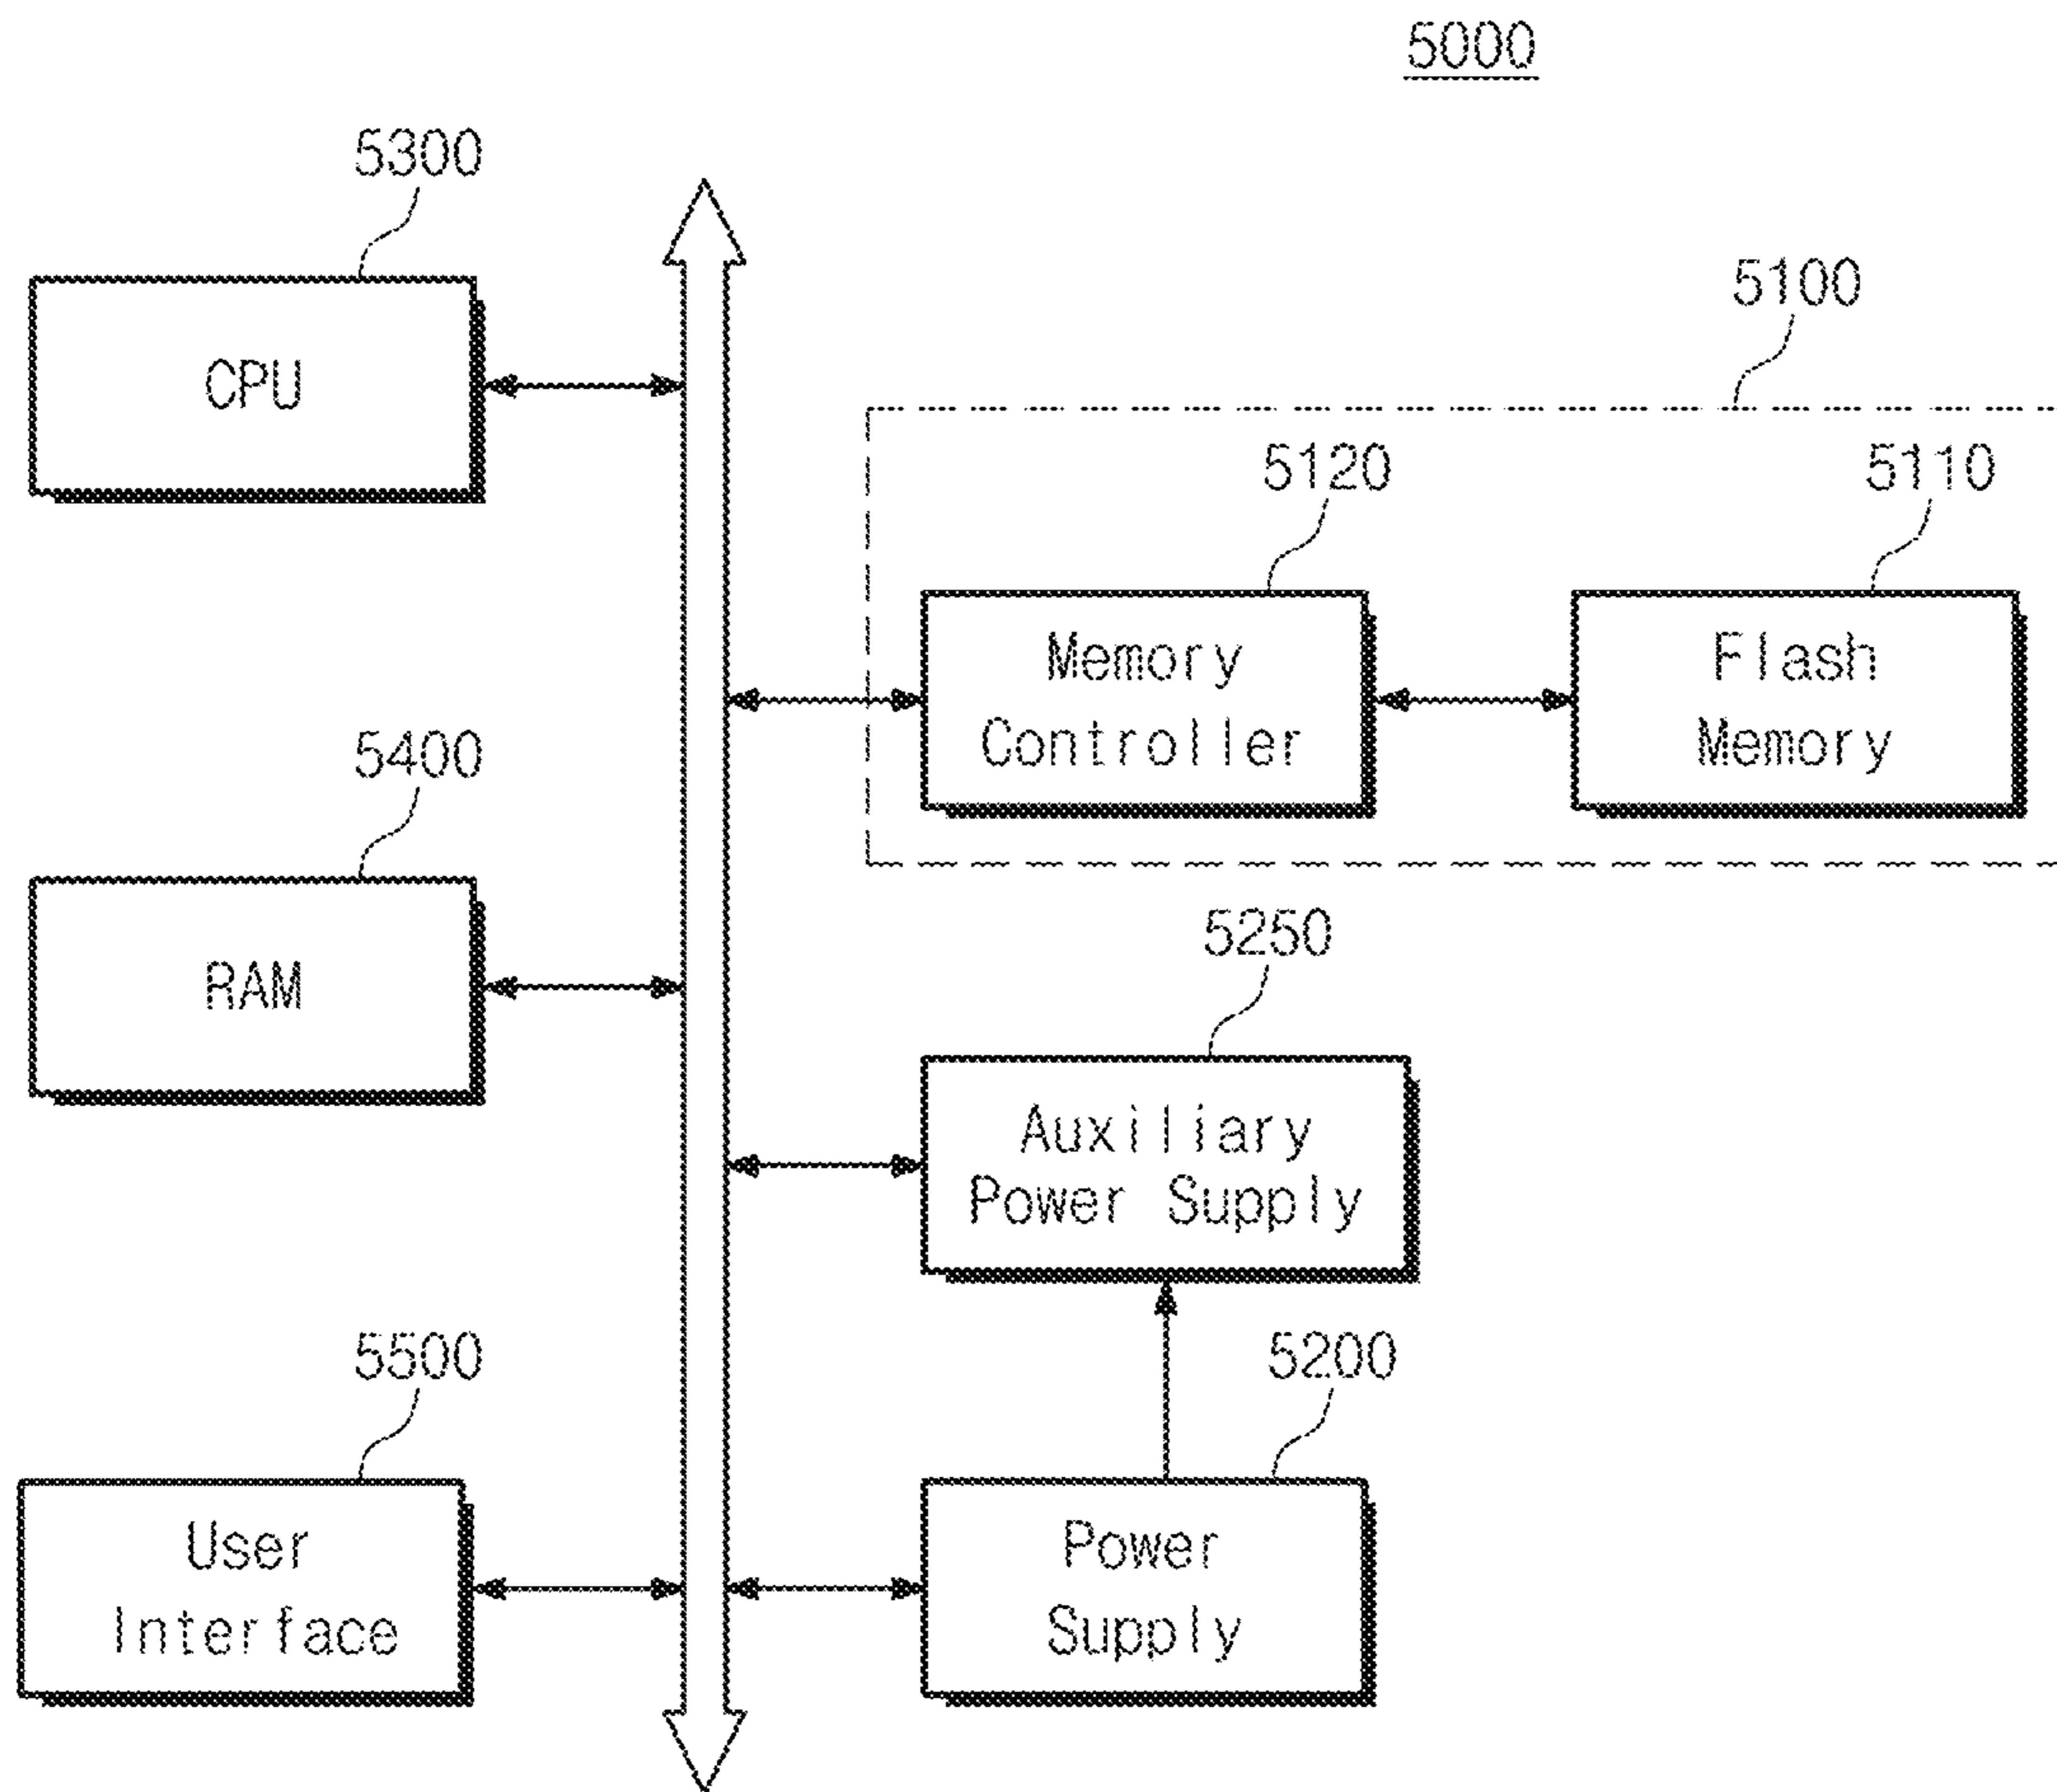 5000
5300
CPU
5100
5120
5110
Memory
Controller
Flash
Memory
5400
RAM
5250
Auxiliary
Power Supply
5500
User
Interface
5200
Power
Supply